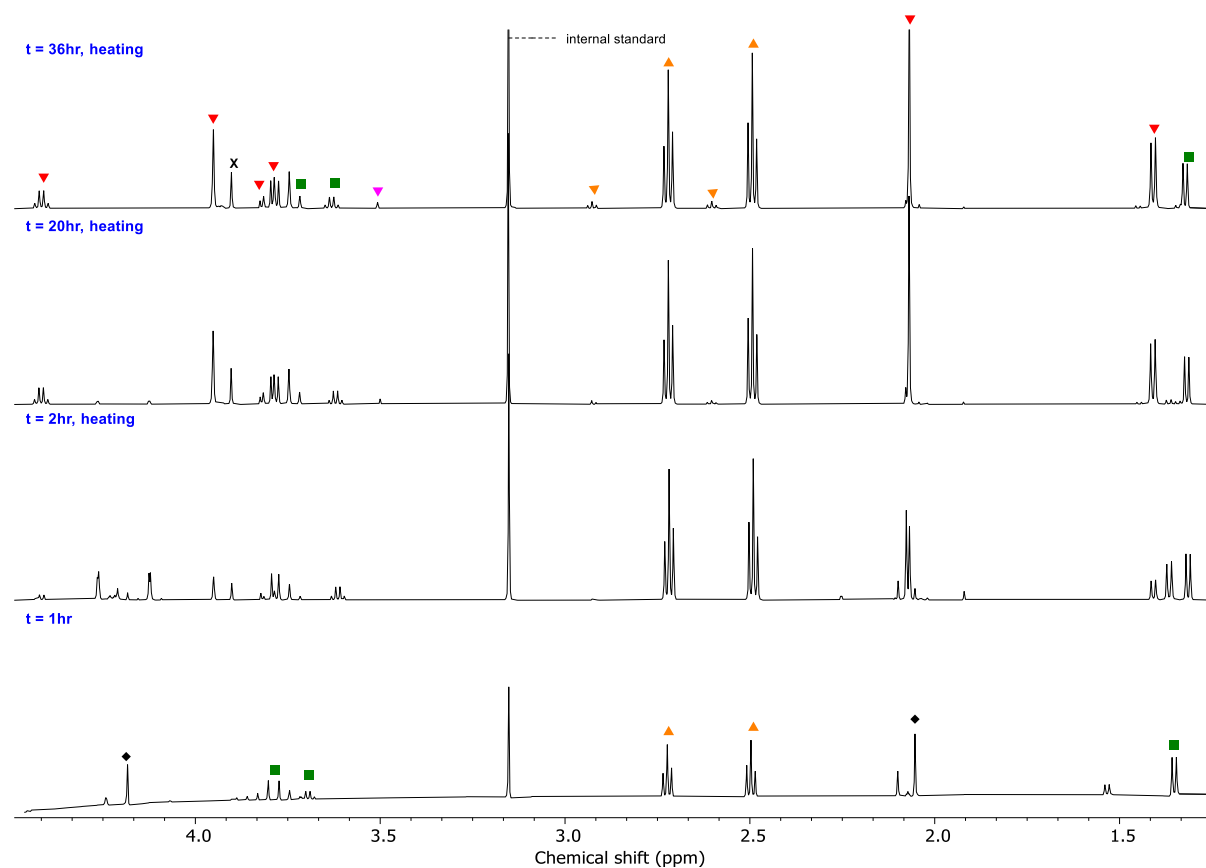 t = 36hr, heating
internal standard
X
t = 20hr, heating
t = 2hr, heating
t = 1hr
4.0 3.5 3.0 2.5 2.0 1.5
Chemical shift (ppm)